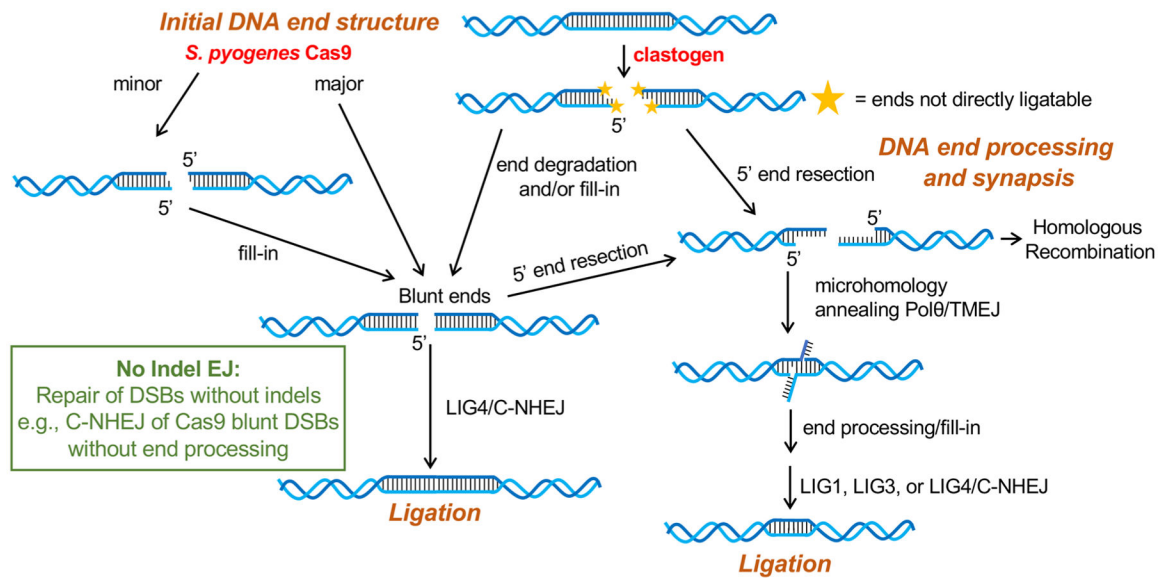 Initial DNA end structure
S. pyogenes Cas9
minor
major
clastogen
5’
= ends not directly ligatable
5’
5’
end degradation
and/or fill-in
5’ end resection
DNA end processing
and synapsis
fill-in
5’ end resection
5’
5’
Homologous
Recombination
Blunt ends
5’
microhomology
annealing Polθ/TMEJ
No Indel EJ:
Repair of DSBs without indels
e.g., C-NHEJ of Cas9 blunt DSBs
without end processing
LIG4/C-NHEJ
end processing/fill-in
LIG1, LIG3, or LIG4/C-NHEJ
Ligation
Ligation